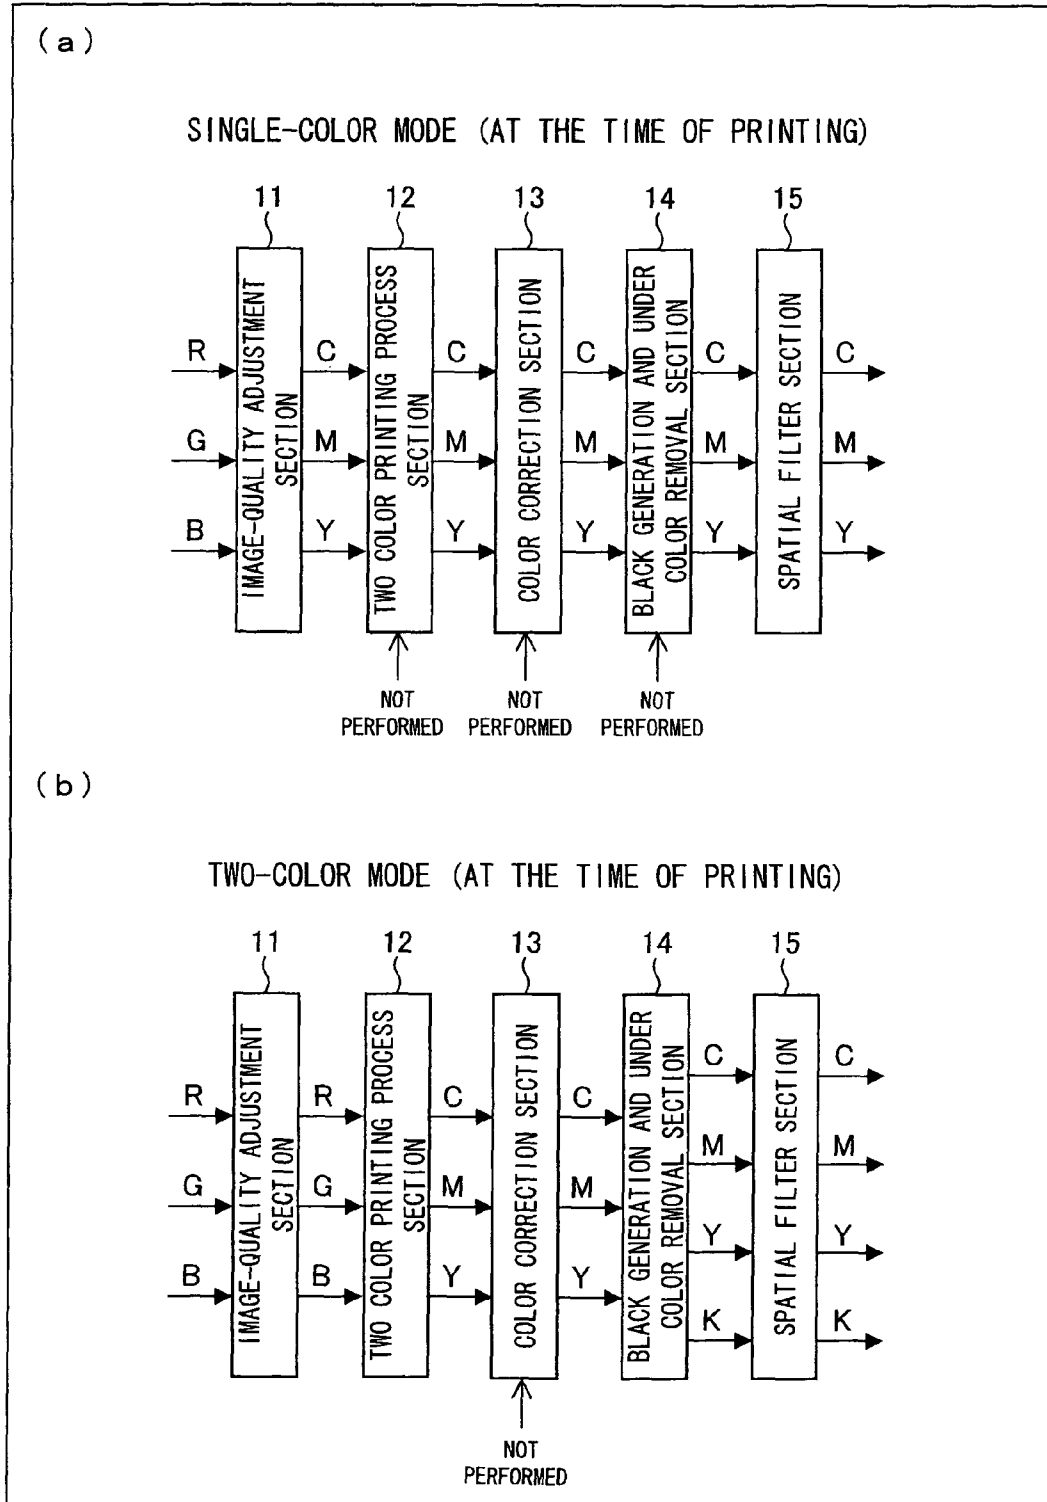 (a)
SINGLE-COLOR MODE (AT THE TIME OF PRINTING)
11 12 13 14 15
R C C C C C
G M M M M M
B Y Y Y Y Y
IMAGE-QUALITY ADJUSTMENT
SECTION
TWO COLOR PRINTING PROCESS
SECTION
COLOR CORRECTION SECTION
BLACK GENERATION AND UNDER
COLOR REMOVAL SECTION
SPATIAL FILTER SECTION
NOT
PERFORMED
NOT
PERFORMED
NOT
PERFORMED
(b)
TWO-COLOR MODE (AT THE TIME OF PRINTING)
11 12 13 14 15
C C
R R C C
M M
G G M M
Y Y
B B Y Y
K K
IMAGE-QUALITY ADJUSTMENT
SECTION
TWO COLOR PRINTING PROCESS
SECTION
COLOR CORRECTION SECTION
BLACK GENERATION AND UNDER
COLOR REMOVAL SECTION
SPATIAL FILTER SECTION
NOT
PERFORMED